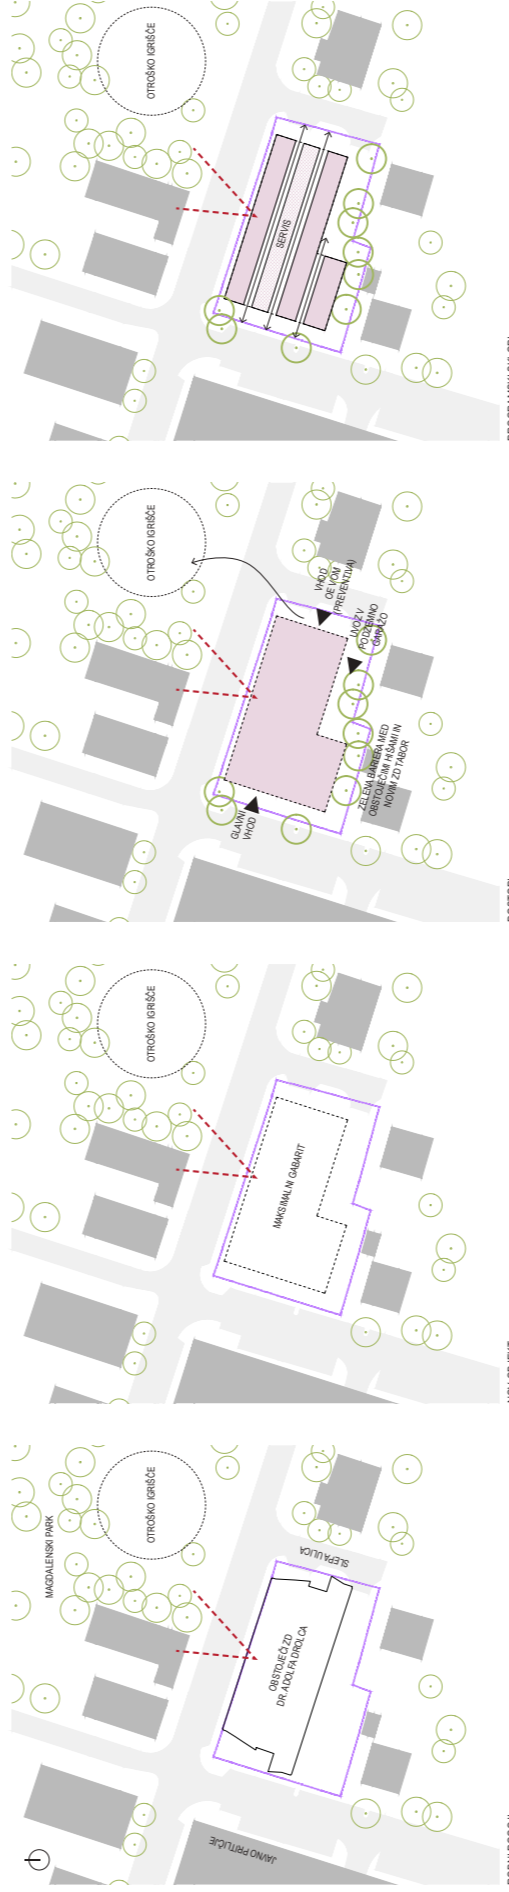 OTROŠKO IGRIŠČE
SERVIS
OTROŠKO IGRIŠČE
VHOD
OE VOM
(PREVENTIVA)
UVOZ V
PODZEMNO
GARAŽO
GLAVNI
VHOD
ZELENA BARIERA MED
OBSTOJEČIMI HIŠAMI IN
NOVIM ZD TABOR
OTROŠKO IGRIŠČE
MAKSIMALNI GABARIT
MAGDALENSKI PARK
OTROŠKO IGRIŠČE
SLEPA ULICA
OBSTOJEČI ZD
DR. ADOLFA DROLCA
JAVNO PRITLIČJE